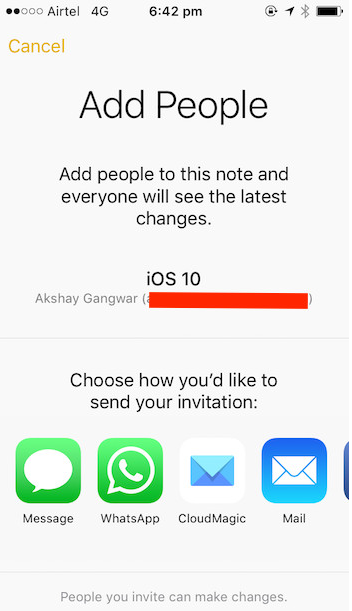 Airtel 4G 6:42 pm
Cancel
Add People
Add people to this note and
everyone will see the latest
changes.
iOS 10
Akshay Gangwar (a )
Choose how you’d like to
send your invitation:
Message WhatsApp CloudMagic Mail
People you invite can make changes.